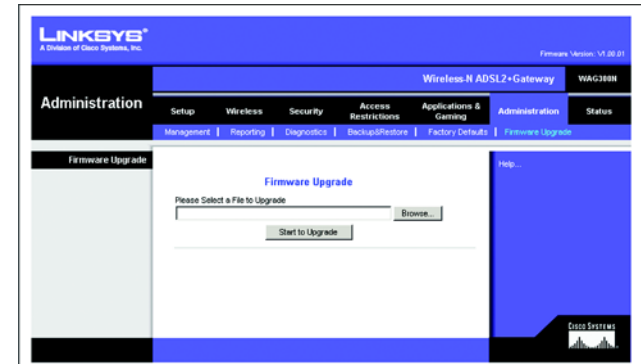 LINKSYS®
A Division of Cisco Systems, Inc.
Firmware Version: V1.00.01
Wireless-N ADSL2+Gateway WAG300N
Administration
Setup Wireless Security Access Restrictions Applications & Gaming Administration Status
Management | Reporting | Diagnostics | Backup&Restore | Factory Defaults | Firmware Upgrade
Firmware Upgrade
Help...
Firmware Upgrade
Please Select a File to Upgrade
Browse...
Start to Upgrade
CISCO SYSTEMS